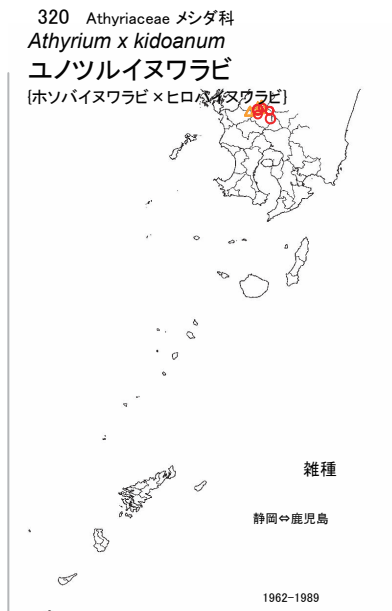 320 Athyriaceae メシダ科
Athyrium x kidoanum
ユノツルイヌワラビ
{ホソバイヌワラビ×ヒロハイヌワラビ}
雑種
静岡⇔鹿児島
1962-1989